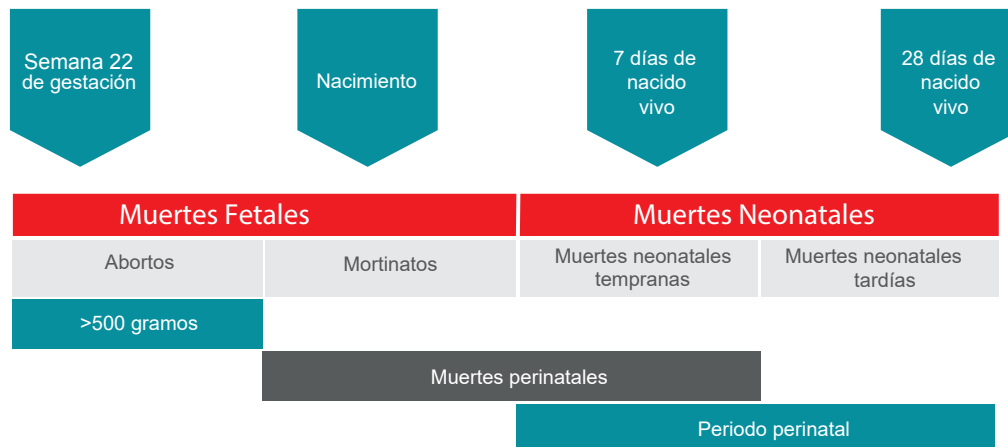 Semana 22
de gestación
Nacimiento
7 días de
nacido
vivo
28 días de
nacido
vivo
Muertes Fetales
Muertes Neonatales
Abortos
Mortinatos
Muertes neonatales
tempranas
Muertes neonatales
tardías
>500 gramos
Muertes perinatales
Periodo perinatal